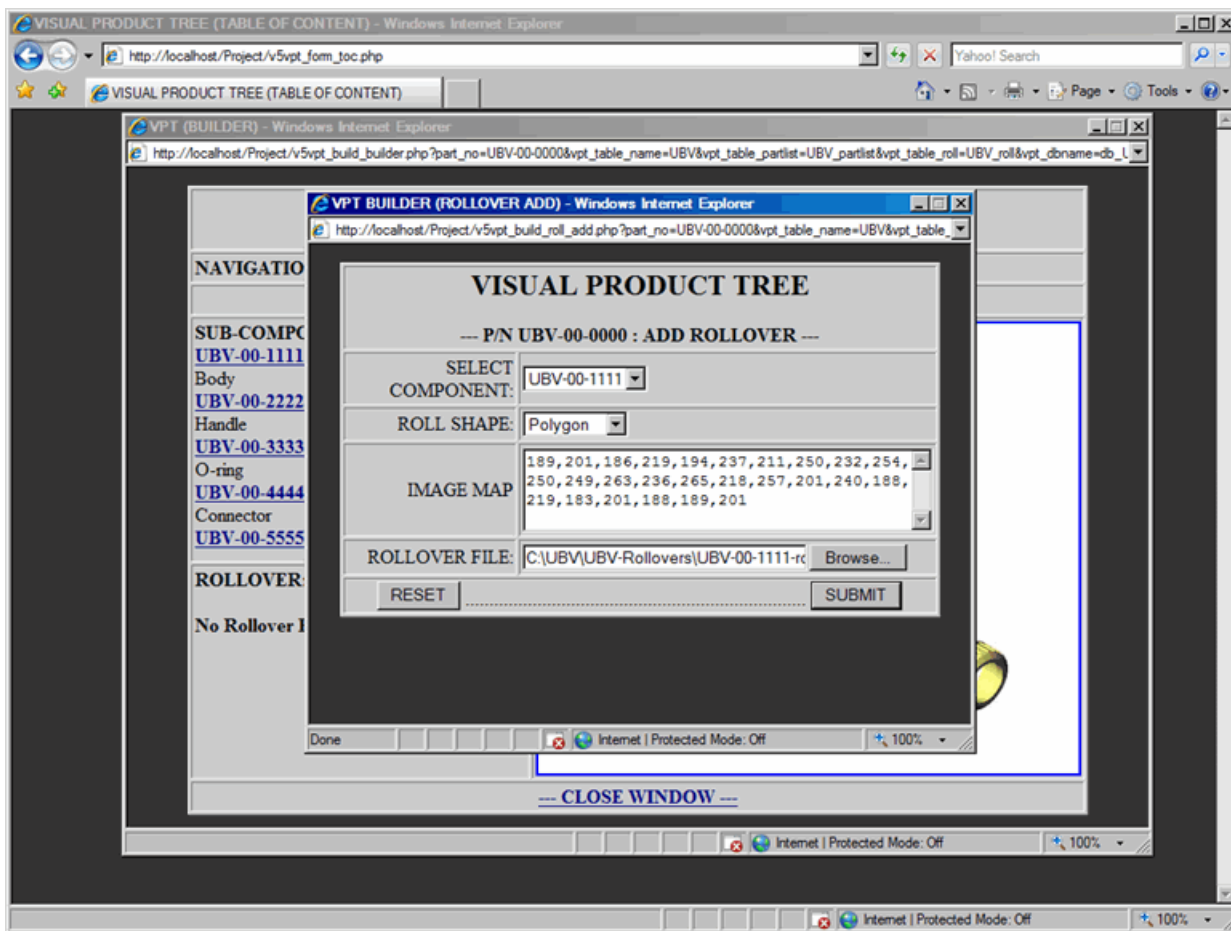 VISUAL PRODUCT TREE (TABLE OF CONTENT) - Windows Internet Explorer
http://localhost/Project/v5vpt_form_toc.php
Yahoo! Search
VISUAL PRODUCT TREE (TABLE OF CONTENT)
Page
Tools
VPT (BUILDER) - Windows Internet Explorer
http://localhost/Project/v5vpt_build_builder.php?part_no=UBV-00-0000&vpt_table_name=UBV&vpt_table_partlist=UBV_partlist&vpt_table_roll=UBV_roll&vpt_dbname=db_
NAVIGATIO
SUB-COMPO
UBV-00-1111
Body
UBV-00-2222
Handle
UBV-00-3333
O-ring
UBV-00-4444
Connector
UBV-00-5555
ROLLOVER
No Rollover
VPT BUILDER (ROLLOVER ADD) - Windows Internet Explorer
http://localhost/Project/v5vpt_build_roll_add.php?part_no=UBV-00-0000&vpt_table_name=UBV&vpt_table_
VISUAL PRODUCT TREE
--- P/N UBV-00-0000 : ADD ROLLOVER ---
SELECT
COMPONENT:
UBV-00-1111
ROLL SHAPE:
Polygon
IMAGE MAP
189,201,186,219,194,237,211,250,232,254,
250,249,263,236,265,218,257,201,240,188,
219,183,201,188,189,201
ROLLOVER FILE:
C:\UBV\UBV-Rollovers\UBV-00-1111-ro
Browse...
RESET
SUBMIT
Done
Internet | Protected Mode: Off
100%
--- CLOSE WINDOW ---
Internet | Protected Mode: Off
100%
Internet | Protected Mode: Off
100%